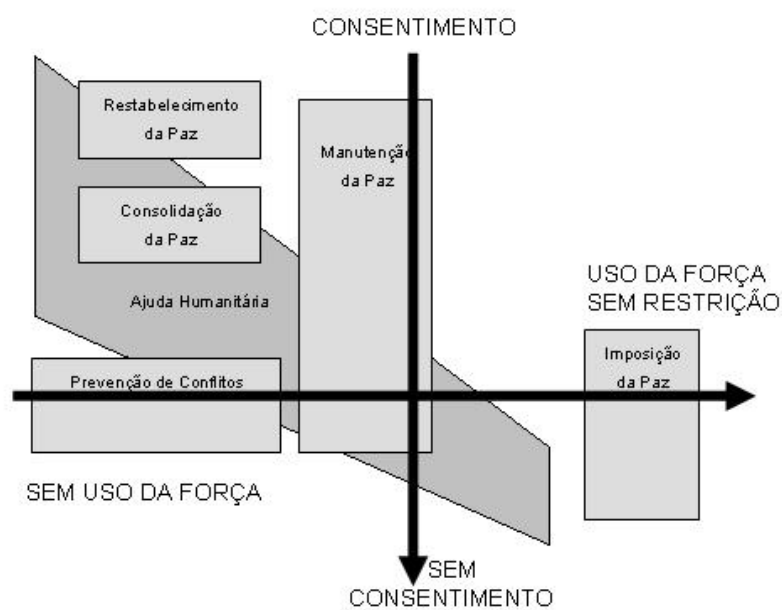 CONSENTIMENTO
Restabelecimento
da Paz
Manutenção
da Paz
Consolidação
da Paz
USO DA FORÇA
SEM RESTRIÇÃO
Ajuda Humanitária
Imposição
da Paz
Prevenção de Conflitos
SEM USO DA FORÇA
SEM
CONSENTIMENTO